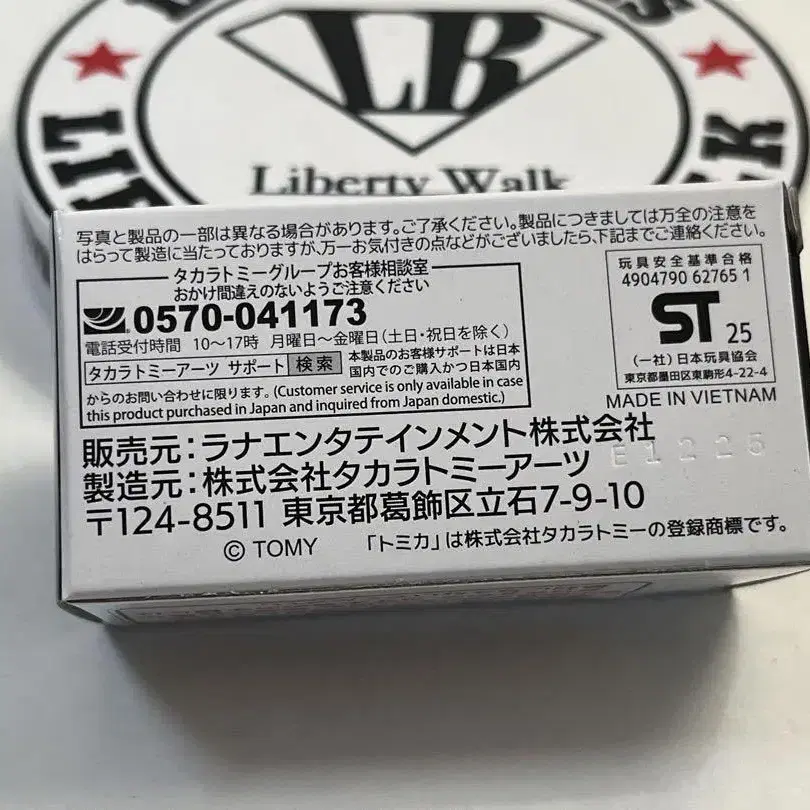 LB
Liberty Walk
写真と製品の一部は異なる場合があります。ご了承ください。製品につきましては万全の注意を
はらって製造に当たっておりますが、万一お気付きの点などがございましたら、下記までご連絡ください。
タカラトミーグループお客様相談室
おかけ間違えのないようご注意ください
0570-041173
電話受付時間 10〜17時 月曜日〜金曜日(土日・祝日を除く)
タカラトミーアーツ サポート 検索
本製品のお客様サポートは日本
国内でのご購入かつ日本国内
からのお問い合わせに限ります。(Customer service is only available in case
this product purchased in Japan and inquired from Japan domestic.)
玩具安全基準合格
4904790 62765 1
ST 25
(一社)日本玩具協会
東京都墨田区東駒形4-22-4
MADE IN VIETNAM
販売元:ラナエンタテインメント株式会社
E1225
製造元:株式会社タカラトミーアーツ
〒124-8511 東京都葛飾区立石7-9-10
© TOMY 「トミカ」は株式会社タカラトミーの登録商標です。